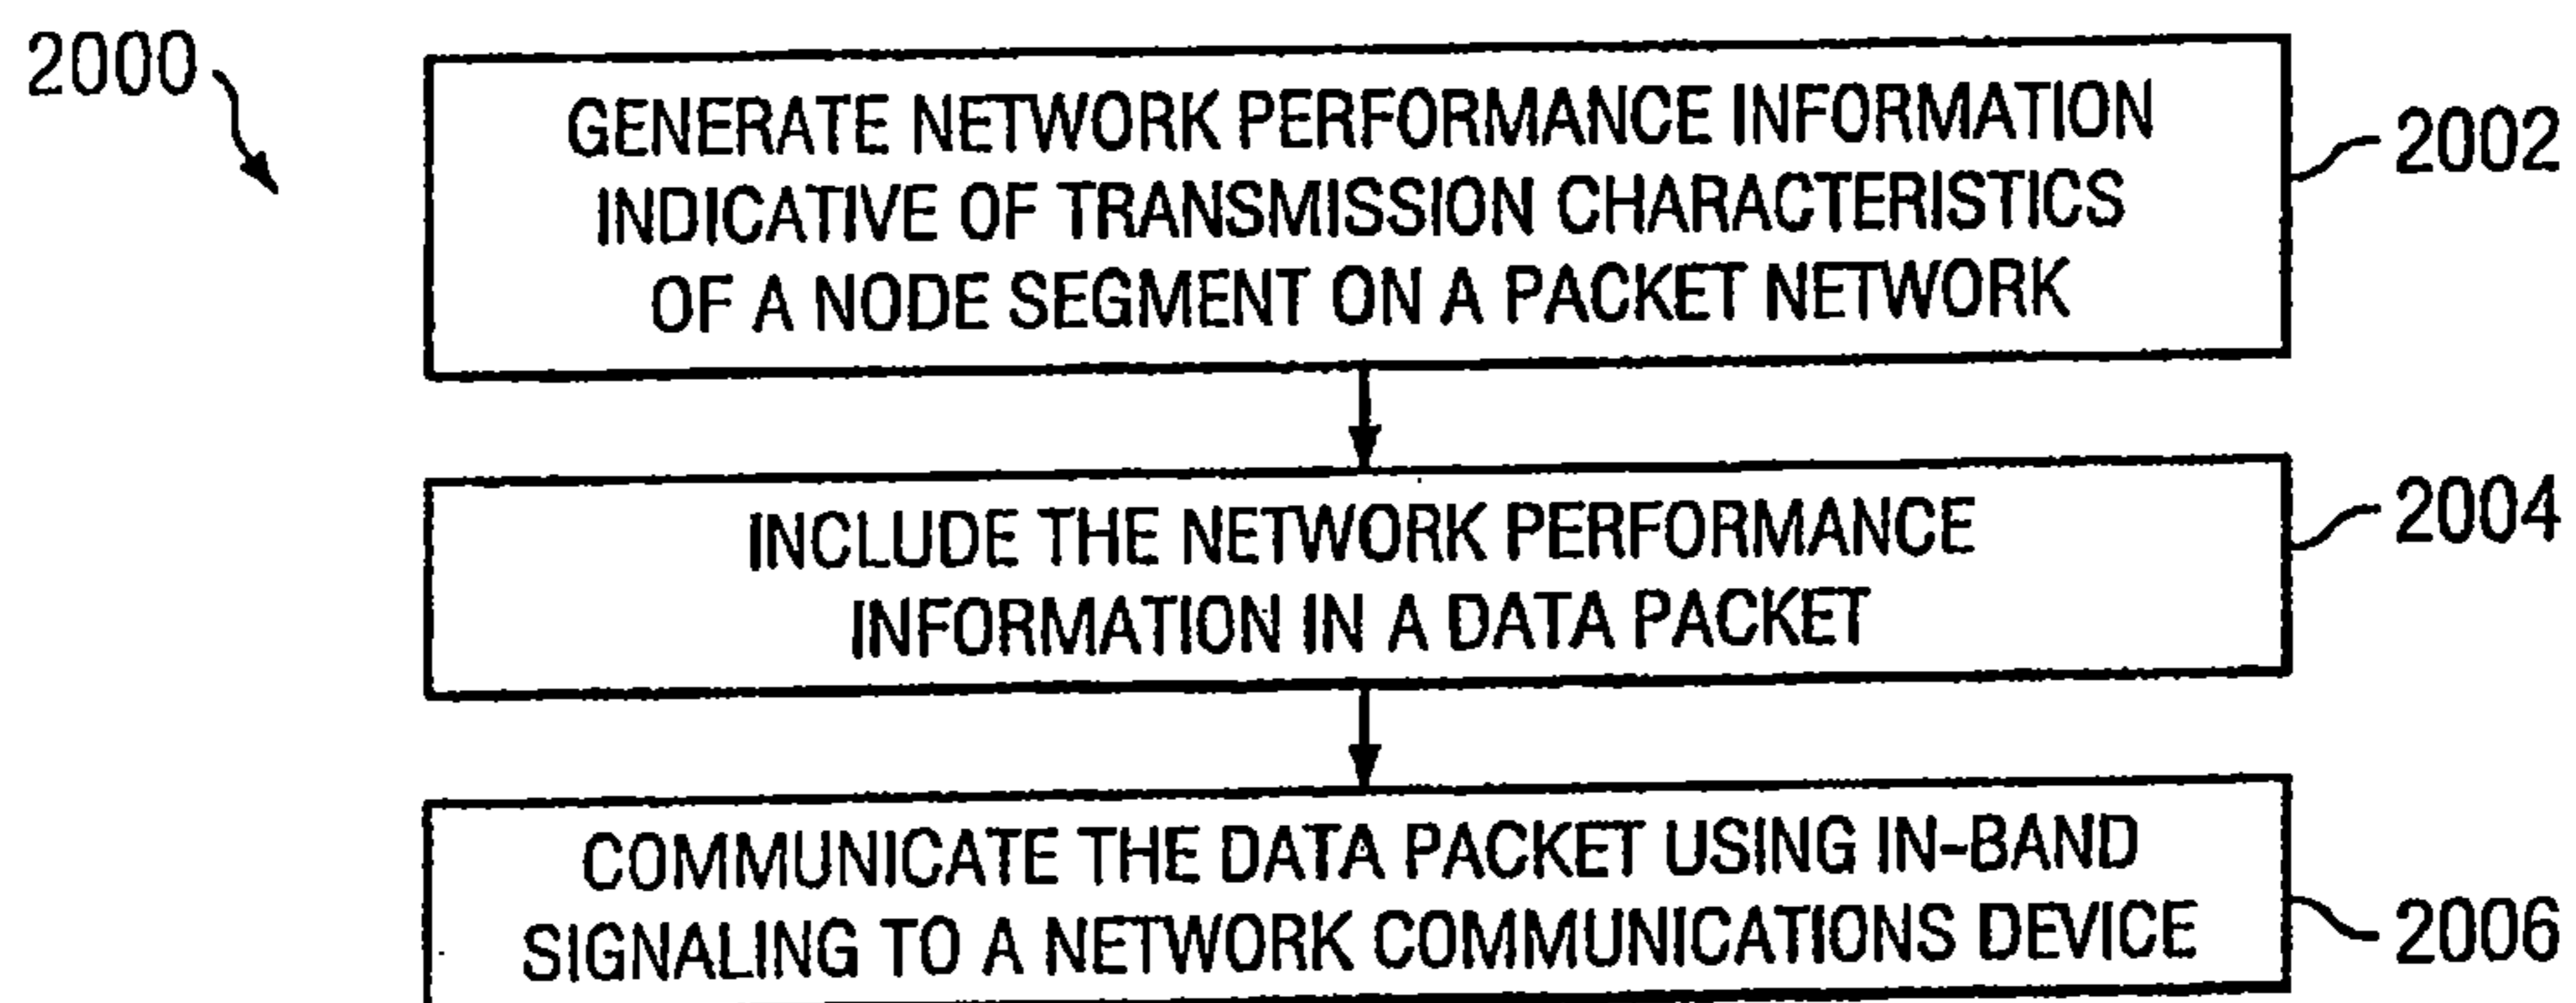 2000
GENERATE NETWORK PERFORMANCE INFORMATION
INDICATIVE OF TRANSMISSION CHARACTERISTICS
OF A NODE SEGMENT ON A PACKET NETWORK
2002
INCLUDE THE NETWORK PERFORMANCE
INFORMATION IN A DATA PACKET
2004
COMMUNICATE THE DATA PACKET USING IN-BAND
SIGNALING TO A NETWORK COMMUNICATIONS DEVICE
2006